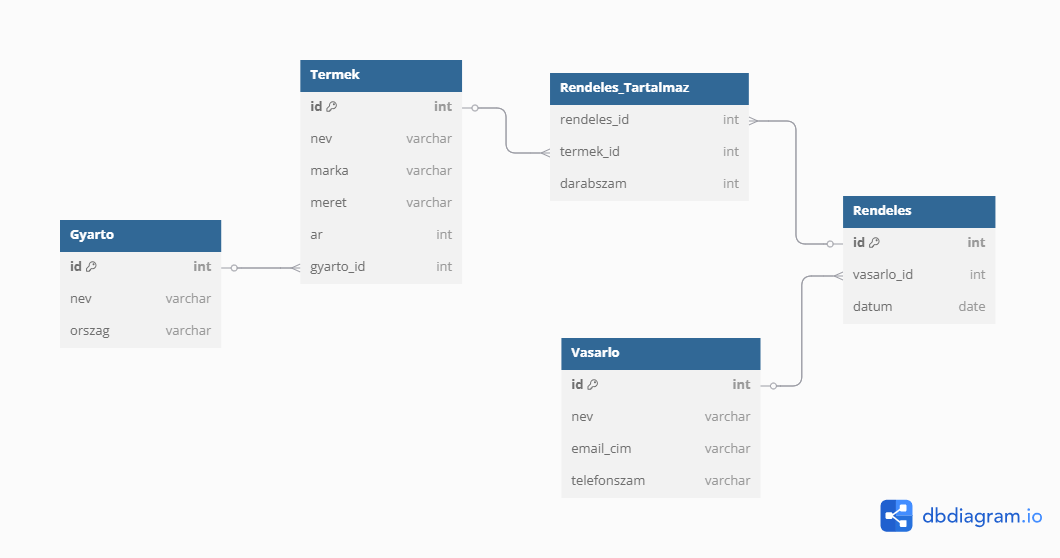 Termek
id int
nev varchar
marka varchar
meret varchar
ar int
gyarto_id int
Rendeles_Tartalmaz
rendeles_id int
termek_id int
darabszam int
Gyarto
id int
nev varchar
orszag varchar
Rendeles
id int
vasarlo_id int
datum date
Vasarlo
id int
nev varchar
email_cim varchar
telefonszam varchar
dbdiagram.io